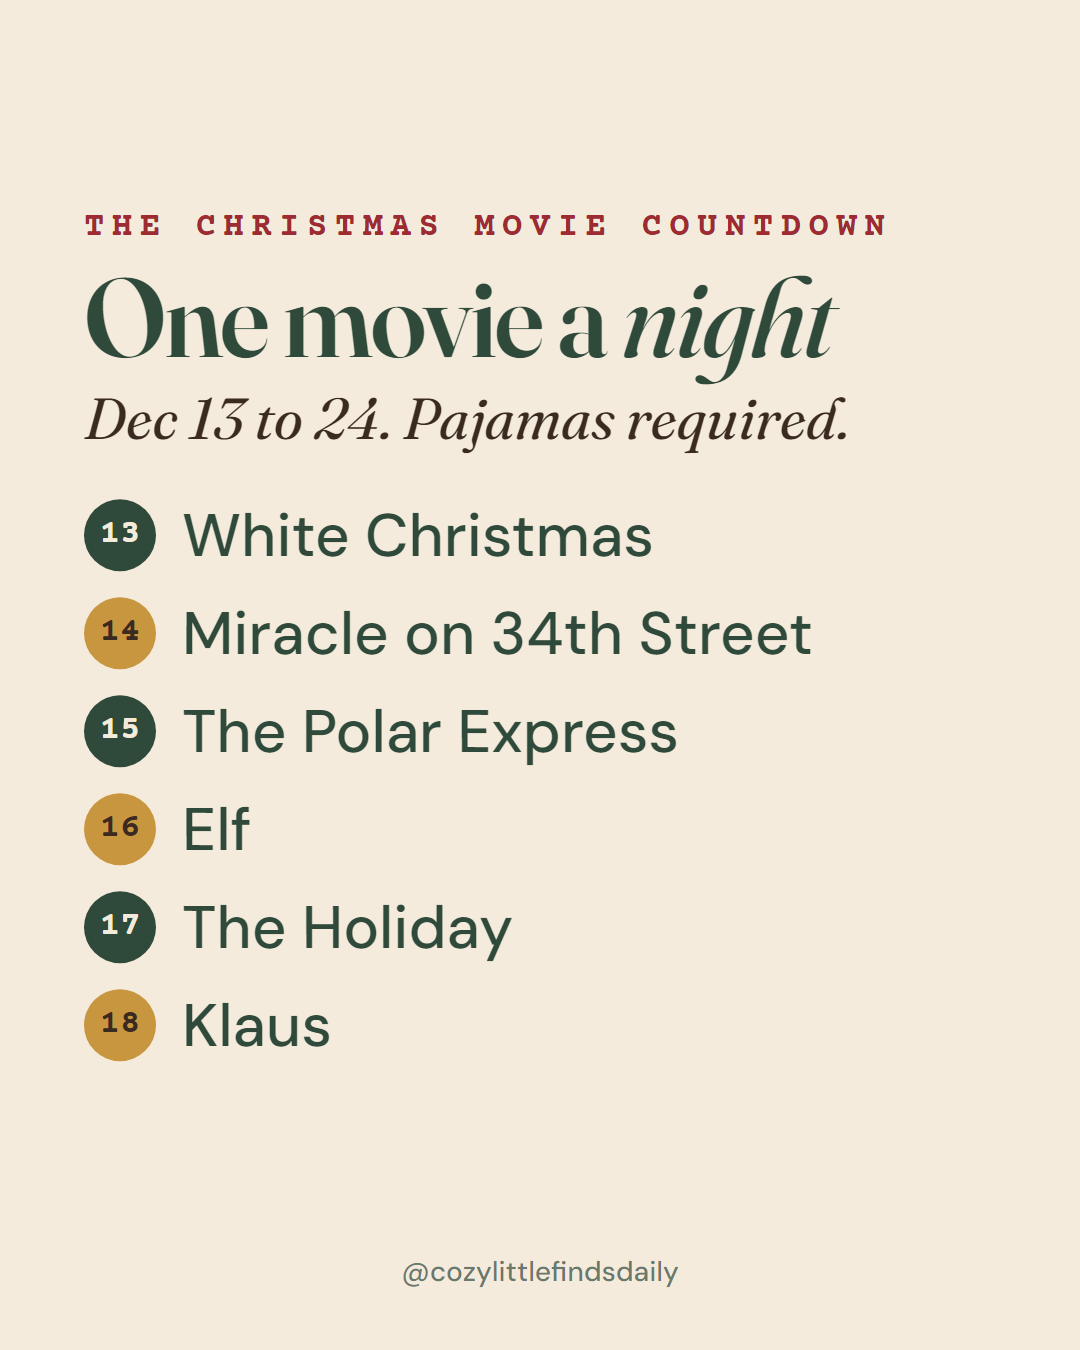 THE CHRISTMAS MOVIE COUNTDOWN
One movie a night
Dec 13 to 24. Pajamas required.
13 White Christmas
14 Miracle on 34th Street
15 The Polar Express
16 Elf
17 The Holiday
18 Klaus
@cozylittlefindsdaily